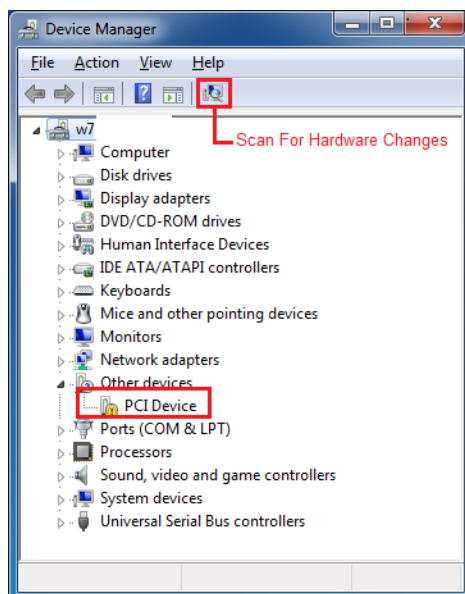 Device Manager
File Action View Help
Scan For Hardware Changes
w7
Computer
Disk drives
Display adapters
DVD/CD-ROM drives
Human Interface Devices
IDE ATA/ATAPI controllers
Keyboards
Mice and other pointing devices
Monitors
Network adapters
Other devices
PCI Device
Ports (COM & LPT)
Processors
Sound, video and game controllers
System devices
Universal Serial Bus controllers